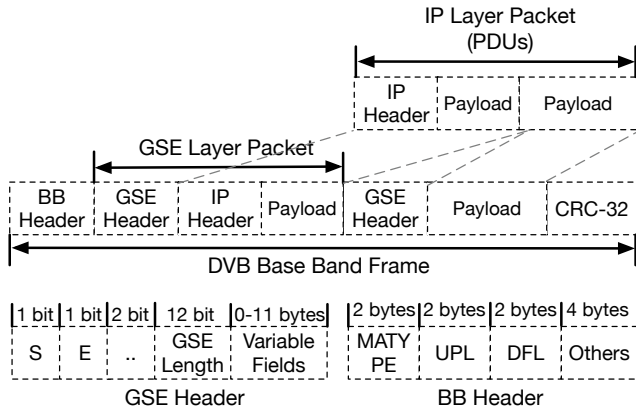 IP Layer Packet
(PDUs)
IP
Header
Payload
Payload
GSE Layer Packet
BB
Header
GSE
Header
IP
Header
Payload
GSE
Header
Payload
CRC-32
DVB Base Band Frame
1 bit 1 bit 2 bit 12 bit 0-11 bytes
S E .. GSE Length Variable Fields
GSE Header
2 bytes 2 bytes 2 bytes 4 bytes
MATY
PE
UPL DFL Others
BB Header